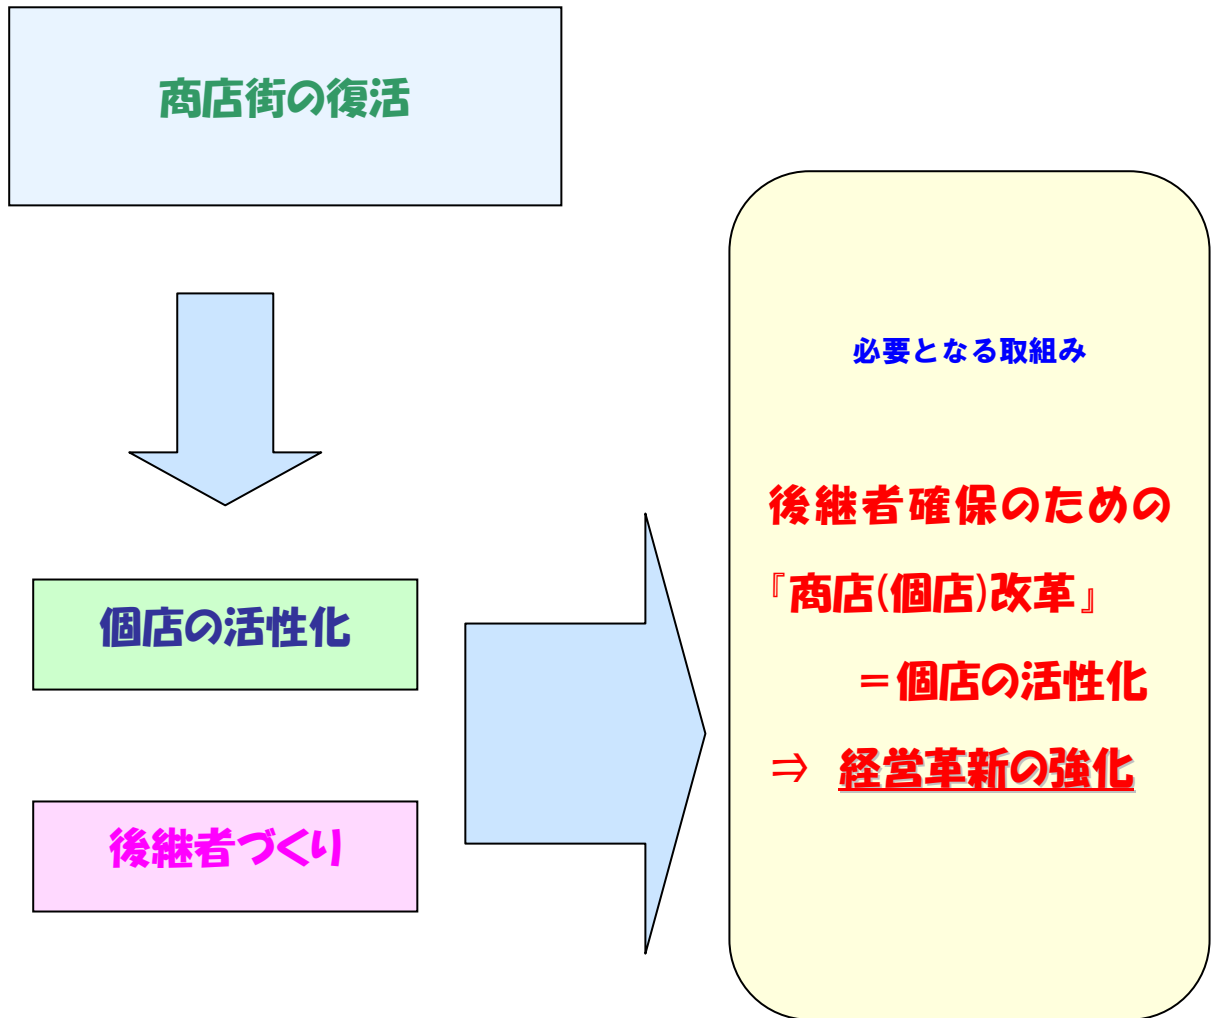 商店街の復活
個店の活性化
後継者づくり
必要となる取組み
後継者確保のための
『商店(個店)改革』
＝個店の活性化
⇒ 経営革新の強化